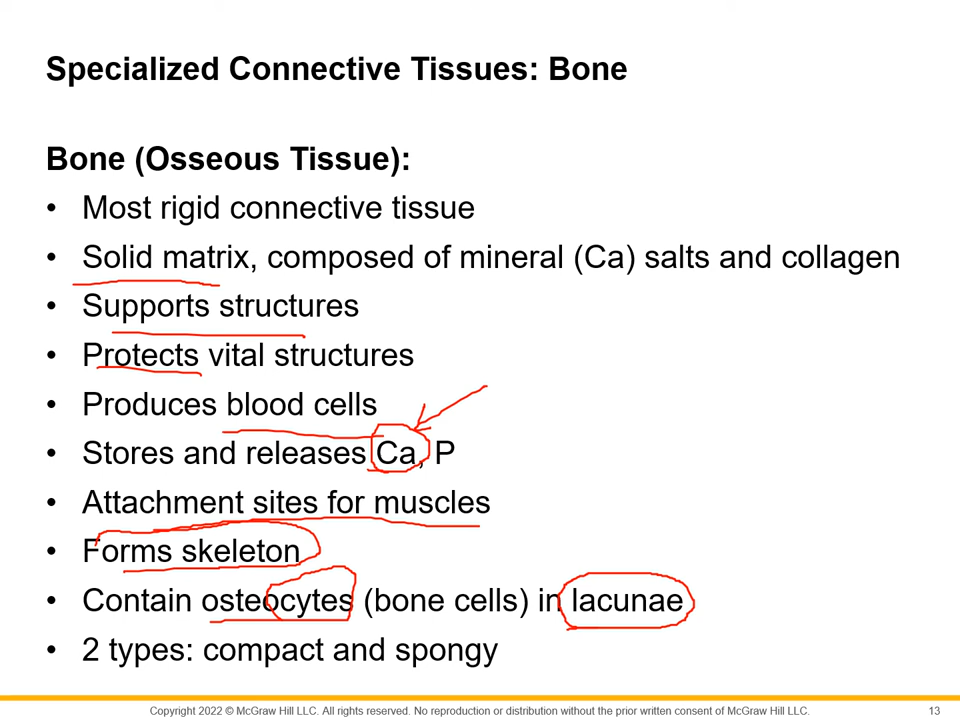 Specialized Connective Tissues: Bone
Bone (Osseous Tissue):
• Most rigid connective tissue
• Solid matrix, composed of mineral (Ca) salts and collagen
• Supports structures
• Protects vital structures
• Produces blood cells
• Stores and releases Ca, P
• Attachment sites for muscles
• Forms skeleton
• Contain osteocytes (bone cells) in lacunae
• 2 types: compact and spongy
Copyright 2022 © McGraw Hill LLC. All rights reserved. No reproduction or distribution without the prior written consent of McGraw Hill LLC.
13